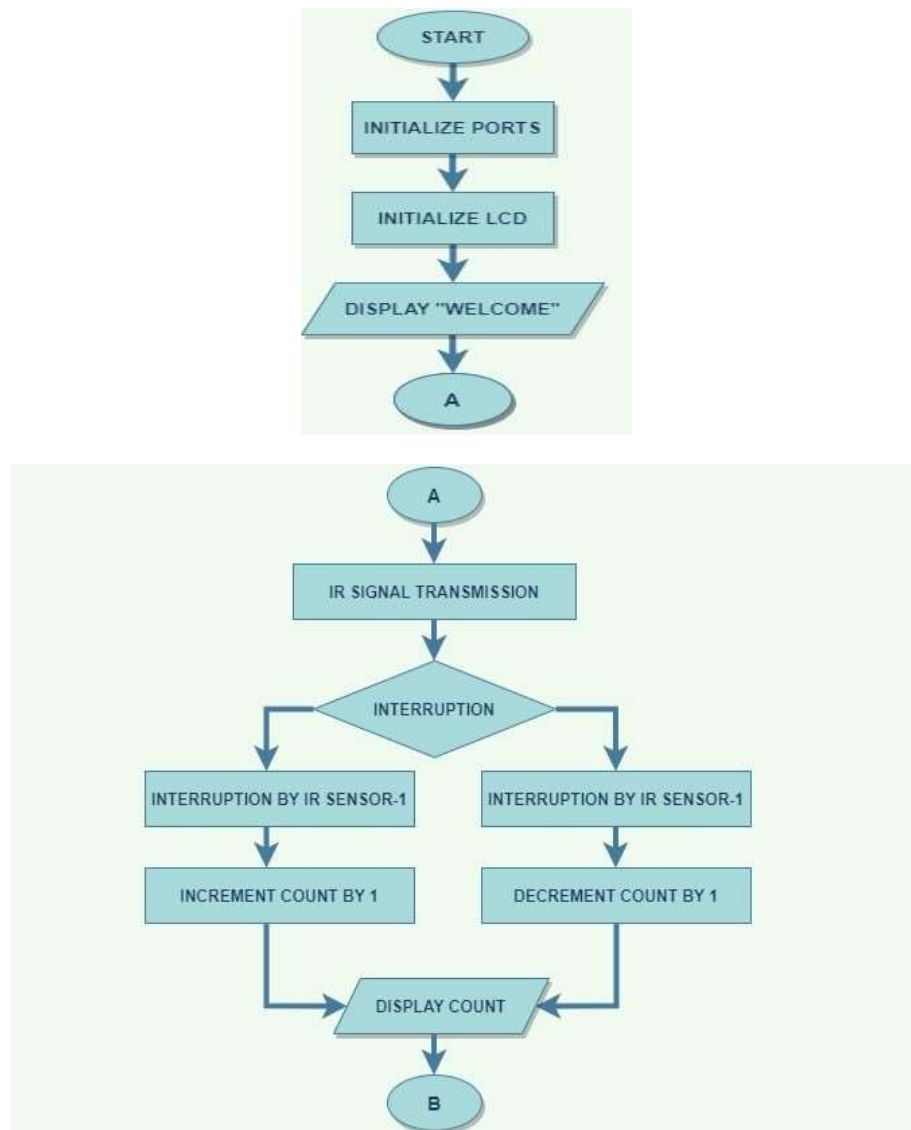 START
INITIALIZE PORTS
INITIALIZE LCD
DISPLAY "WELCOME"
A
A
IR SIGNAL TRANSMISSION
INTERRUPTION
INTERRUPTION BY IR SENSOR-1
INTERRUPTION BY IR SENSOR-1
INCREMENT COUNT BY 1
DECREMENT COUNT BY 1
DISPLAY COUNT
B